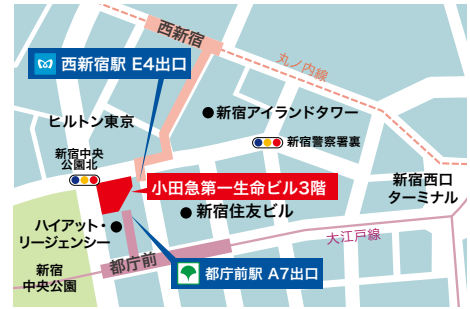 西新宿
丸ノ内線
西新宿駅 E4出口
新宿アイランドタワー
ヒルトン東京
新宿警察署裏
新宿中央
公園北
小田急第一生命ビル3階
新宿西口
ターミナル
新宿住友ビル
ハイアット・
リージェンシー
大江戸線
都庁前
新宿
中央公園
都庁前駅 A7出口